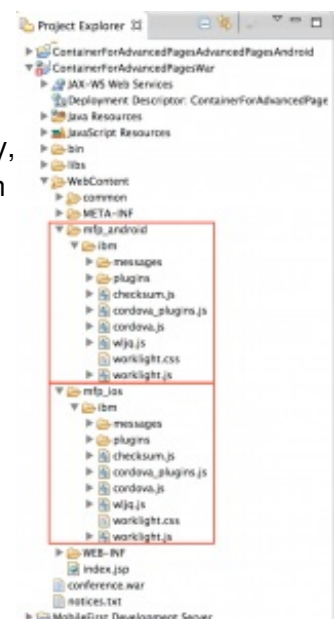 Project Explorer
ContainerForAdvancedPagesAdvancedPagesAndroid
ContainerForAdvancedPagesWar
JAX-WS Web Services
Deployment Descriptor: ContainerForAdvancedPage
Java Resources
JavaScript Resources
bin
libs
WebContent
common
META-INF
mfp_android
ibm
messages
plugins
checksum.js
cordova_plugins.js
cordova.js
wljq.js
worklight.css
worklight.js
mfp_ios
ibm
messages
plugins
checksum.js
cordova_plugins.js
cordova.js
wljq.js
worklight.css
worklight.js
WEB-INF
index.jsp
conference.war
notices.txt
MobileFirst Development Server